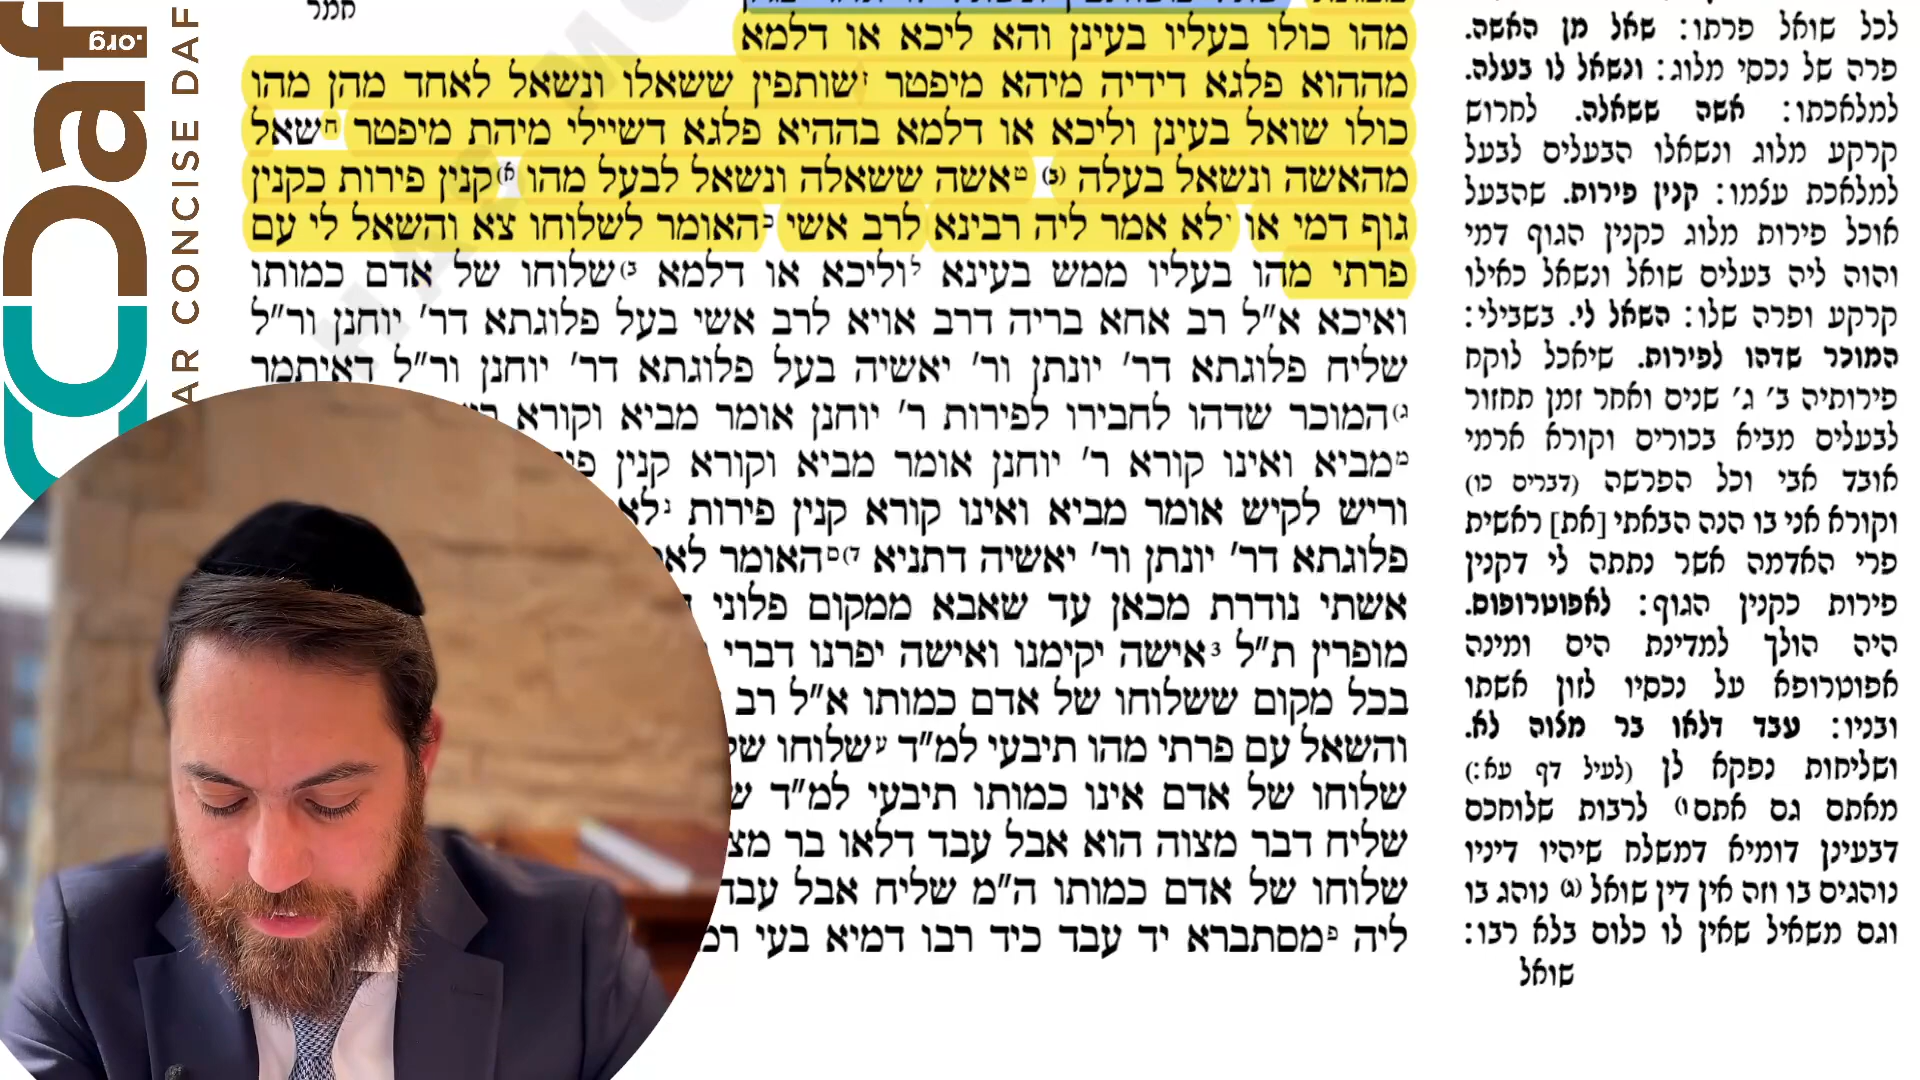 חמר
מהו כולו בעליו בעינן והא ליכא או דלמא
מההוא פלגא דידיה מיהא מיפטר ז שותפין ששאלו ונשאל לאחד מהן מהו
כולו שואל בעינן וליכא או דלמא בההיא פלגא דשיילי מיהת מיפטר ח שאל
מהאשה ונשאל בעלה (ב) ט אשה ששאלה ונשאל לבעל מהו א) קנין פירות כקנין
גוף דמי או י לא אמר ליה רבינא לרב אשי כ האומר לשלוחו צא והשאל לי עם
פרתי מהו בעליו ממש בעינא ל וליכא או דלמא ב) שלוחו של אדם כמותו
ואיכא א״ל רב אחא בריה דרב אויא לרב אשי בעל פלוגתא דר׳ יוחנן ור״ל
שליח פלוגתא דר׳ יונתן ור׳ יאשיה בעל פלוגתא דר׳ יוחנן ור״ל דאיתמר
ג) המוכר שדהו לחבירו לפירות ר׳ יוחנן אומר מביא וקורא
מ מביא ואינו קורא ר׳ יוחנן אומר מביא וקורא קנין
וריש לקיש אומר מביא ואינו קורא קנין פירות נ לא
פלוגתא דר׳ יונתן ור׳ יאשיה דתניא ד) ס האומר
אשתי נודרת מכאן עד שאבא ממקום פלוני
מופרין ת״ל 3 אישה יקימנו ואישה יפרנו דברי
בכל מקום ששלוחו של אדם כמותו א״ל רב
והשאל עם פרתי מהו תיבעי למ״ד ע שלוחו
שלוחו של אדם אינו כמותו תיבעי למ״ד
שליח דבר מצוה הוא אבל עבד דלאו בר
שלוחו של אדם כמותו ה״מ שליח אבל עבד
ליה פ מסתברא יד עבד כיד רבו דמיא בעי
לכל שואל פרתו: שאל מן האשה.
פרה של נכסי מלוג: ונשאל לו בעלה.
למלאכתו: אשה ששאלה. לחרוש
קרקע מלוג ונשאלו הבעלים לבעל
למלאכת עצמו: קנין פירות. שהבעל
אוכל פירות מלוג כקנין הגוף דמי
והוה ליה בעלים שואל ונשאל כאילו
קרקע ופרה שלו: השאל לי. בשבילי:
המוכר שדהו לפירות. שיאכל לוקח
פירותיה ב׳ ג׳ שנים ואחר זמן תחזור
לבעלים מביא בכורים וקורא ארמי
אובד אבי וכל הפרשה (דברים כו)
וקורא אני בו הנה הבאתי [את] ראשית
פרי האדמה אשר נתתה לי דקנין
פירות כקנין הגוף: לאפוטרופוס.
היה הולך למדינת הים ומינה
אפוטרופא על נכסיו לזון אשתו
ובניו: עבד דלאו בר מצוה לא.
ושליחות נפקא לן (לעיל דף עא:)
מאתם גם אתם ו) לרבות שלוחכם
דבעינן דומיא דמשלח שיהיו דיניו
נוהגים בו וזה אין דין שואל (ג) נוהג בו
וגם משאיל שאין לו כלום בלא רבו:
שואל
Daf
.org
AR CONCISE DAF